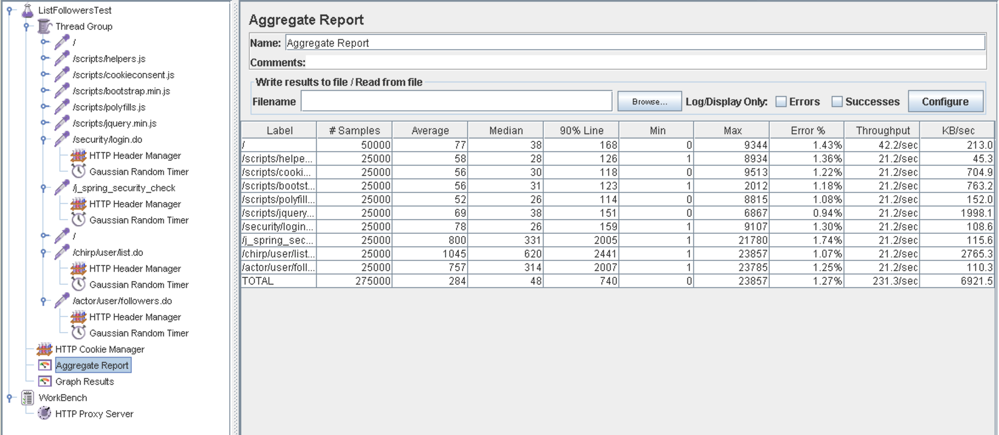 ListFollowersTest
Thread Group
/
/scripts/helpers.js
/scripts/cookieconsent.js
/scripts/bootstrap.min.js
/scripts/polyfills.js
/scripts/jquery.min.js
/security/login.do
HTTP Header Manager
Gaussian Random Timer
/j_spring_security_check
HTTP Header Manager
Gaussian Random Timer
/
/chirp/user/list.do
HTTP Header Manager
Gaussian Random Timer
/actor/user/followers.do
HTTP Header Manager
Gaussian Random Timer
HTTP Cookie Manager
Aggregate Report
Graph Results
WorkBench
HTTP Proxy Server
Aggregate Report
Name: Aggregate Report
Comments:
Write results to file / Read from file
Filename Browse... Log/Display Only: Errors Successes Configure
Label # Samples Average Median 90% Line Min Max Error % Throughput KB/sec
/ 50000 77 38 168 0 9344 1.43% 42.2/sec 213.0
/scripts/helpe... 25000 58 28 126 1 8934 1.36% 21.2/sec 45.3
/scripts/cooki... 25000 56 30 118 0 9513 1.22% 21.2/sec 704.9
/scripts/bootst... 25000 56 31 123 1 2012 1.18% 21.2/sec 763.2
/scripts/polyfill... 25000 52 26 114 0 8815 1.08% 21.2/sec 152.0
/scripts/jquery... 25000 69 38 151 0 6867 0.94% 21.2/sec 1998.1
/security/login... 25000 78 26 159 1 9107 1.30% 21.2/sec 108.6
/j_spring_sec... 25000 800 331 2005 1 21780 1.74% 21.2/sec 115.6
/chirp/user/list... 25000 1045 620 2441 1 23857 1.07% 21.2/sec 2765.3
/actor/user/foll... 25000 757 314 2007 1 23785 1.25% 21.2/sec 110.3
TOTAL 275000 284 48 740 0 23857 1.27% 231.3/sec 6921.5